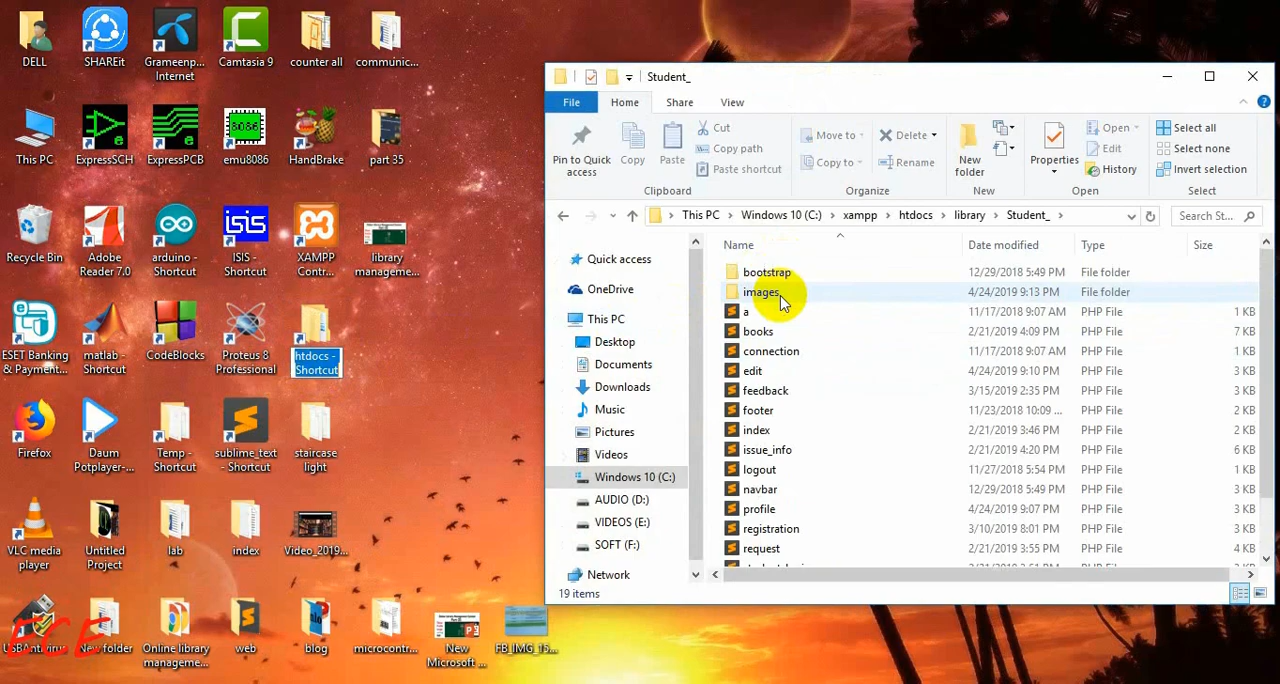 DELL
SHAREit
Grameenp...
Internet
Camtasia 9
counter all
communic...
This PC
ExpressSCH
ExpressPCB
8086
emu8086
HandBrake
part 35
Recycle Bin
Adobe
Reader 7.0
arduino -
Shortcut
isis
ISIS -
Shortcut
XAMPP
Contr...
library
manageme...
ESET Banking
& Payment...
matlab -
Shortcut
CodeBlocks
Proteus 8
Professional
htdocs -
Shortcut
Firefox
Daum
Potplayer-...
Temp -
Shortcut
sublime_text
- Shortcut
staircase
light
VLC media
player
Untitled
Project
lab
index
Video_2019...
USBAntivirus
New folder
Online library
manageme...
web
blog
microcontr...
New
Microsoft ...
FB_IMG_15...
ECE
Student_
File
Home
Share
View
Pin to Quick
access
Copy
Paste
Cut
Copy path
Paste shortcut
Clipboard
Move to
Copy to
Delete
Rename
Organize
New
folder
New
Properties
Open
Edit
History
Open
Select all
Select none
Invert selection
Select
This PC > Windows 10 (C:) > xampp > htdocs > library > Student_ >
Search St...
Quick access
OneDrive
This PC
Desktop
Documents
Downloads
Music
Pictures
Videos
Windows 10 (C:)
AUDIO (D:)
VIDEOS (E:)
SOFT (F:)
Network
Name Date modified Type Size
bootstrap 12/29/2018 5:49 PM File folder
images 4/24/2019 9:13 PM File folder
a 11/17/2018 9:07 AM PHP File 1 KB
books 2/21/2019 4:09 PM PHP File 7 KB
connection 11/17/2018 9:07 AM PHP File 1 KB
edit 4/24/2019 9:10 PM PHP File 3 KB
feedback 3/15/2019 2:35 PM PHP File 3 KB
footer 11/23/2018 10:09 ... PHP File 2 KB
index 2/21/2019 3:46 PM PHP File 2 KB
issue_info 2/21/2019 4:20 PM PHP File 6 KB
logout 11/27/2018 5:54 PM PHP File 1 KB
navbar 12/29/2018 5:49 PM PHP File 3 KB
profile 4/24/2019 9:07 PM PHP File 3 KB
registration 3/10/2019 8:01 PM PHP File 3 KB
request 2/21/2019 3:55 PM PHP File 4 KB
19 items